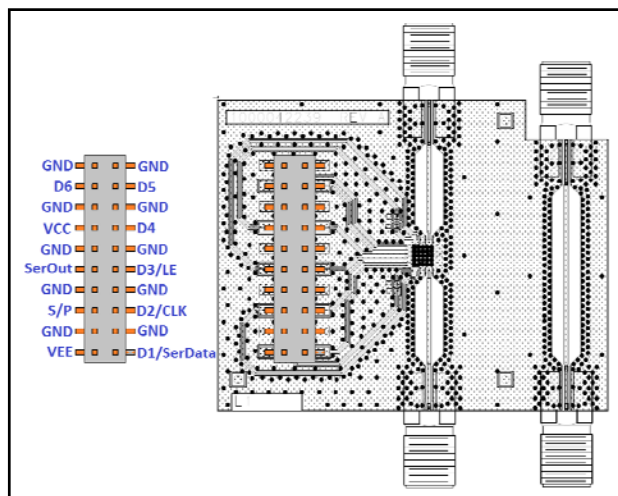 GND GND
D6 D5
GND GND
VCC D4
GND GND
SerOut D3/LE
GND GND
S/P D2/CLK
GND GND
VEE D1/SerData